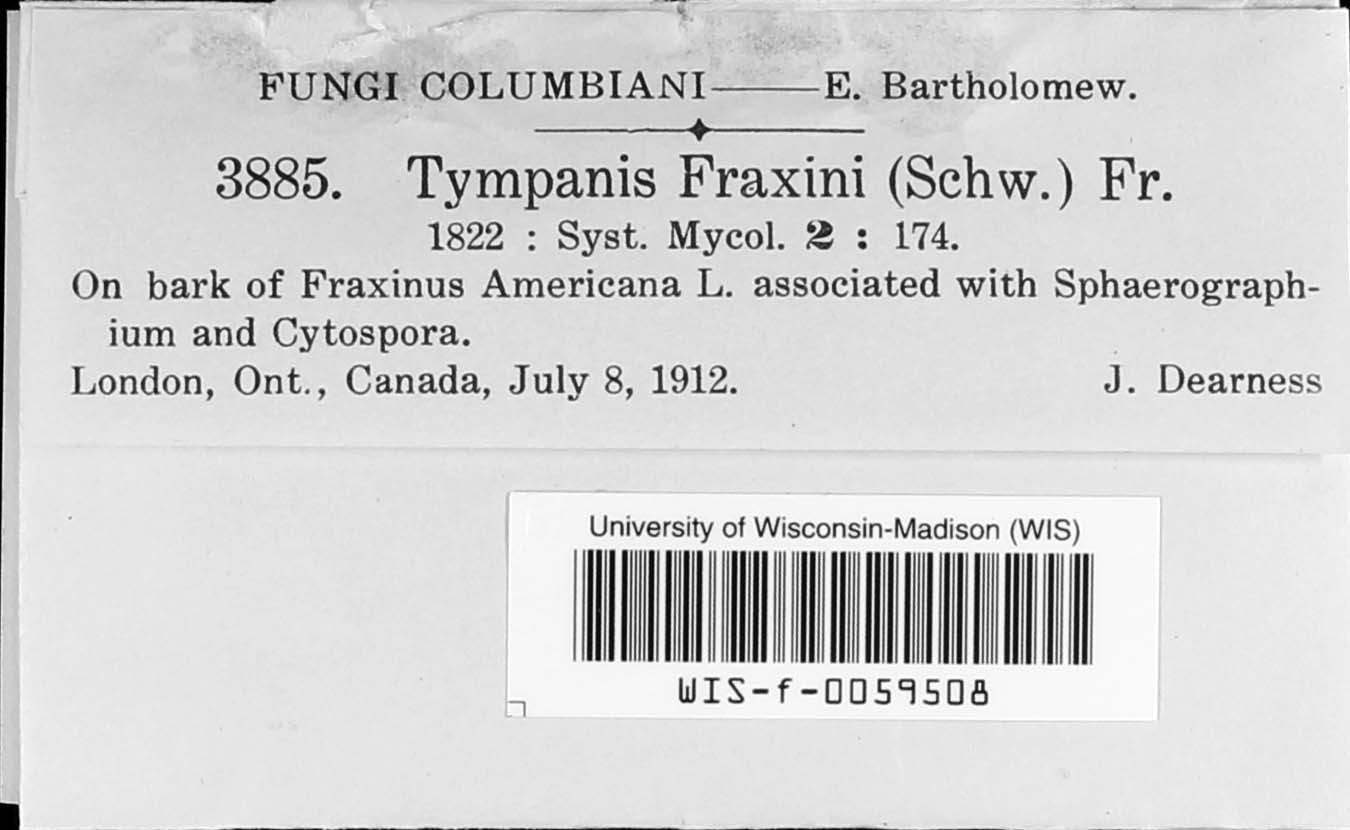 FUNGI COLUMBIANI——E. Bartholomew.
3885. Tympanis Fraxini (Schw.) Fr.
1822 : Syst. Mycol. 2 : 174.
On bark of Fraxinus Americana L. associated with Sphaerograph-
ium and Cytospora.
London, Ont., Canada, July 8, 1912. J. Dearness
University of Wisconsin-Madison (WIS)
WIS-f-0059508